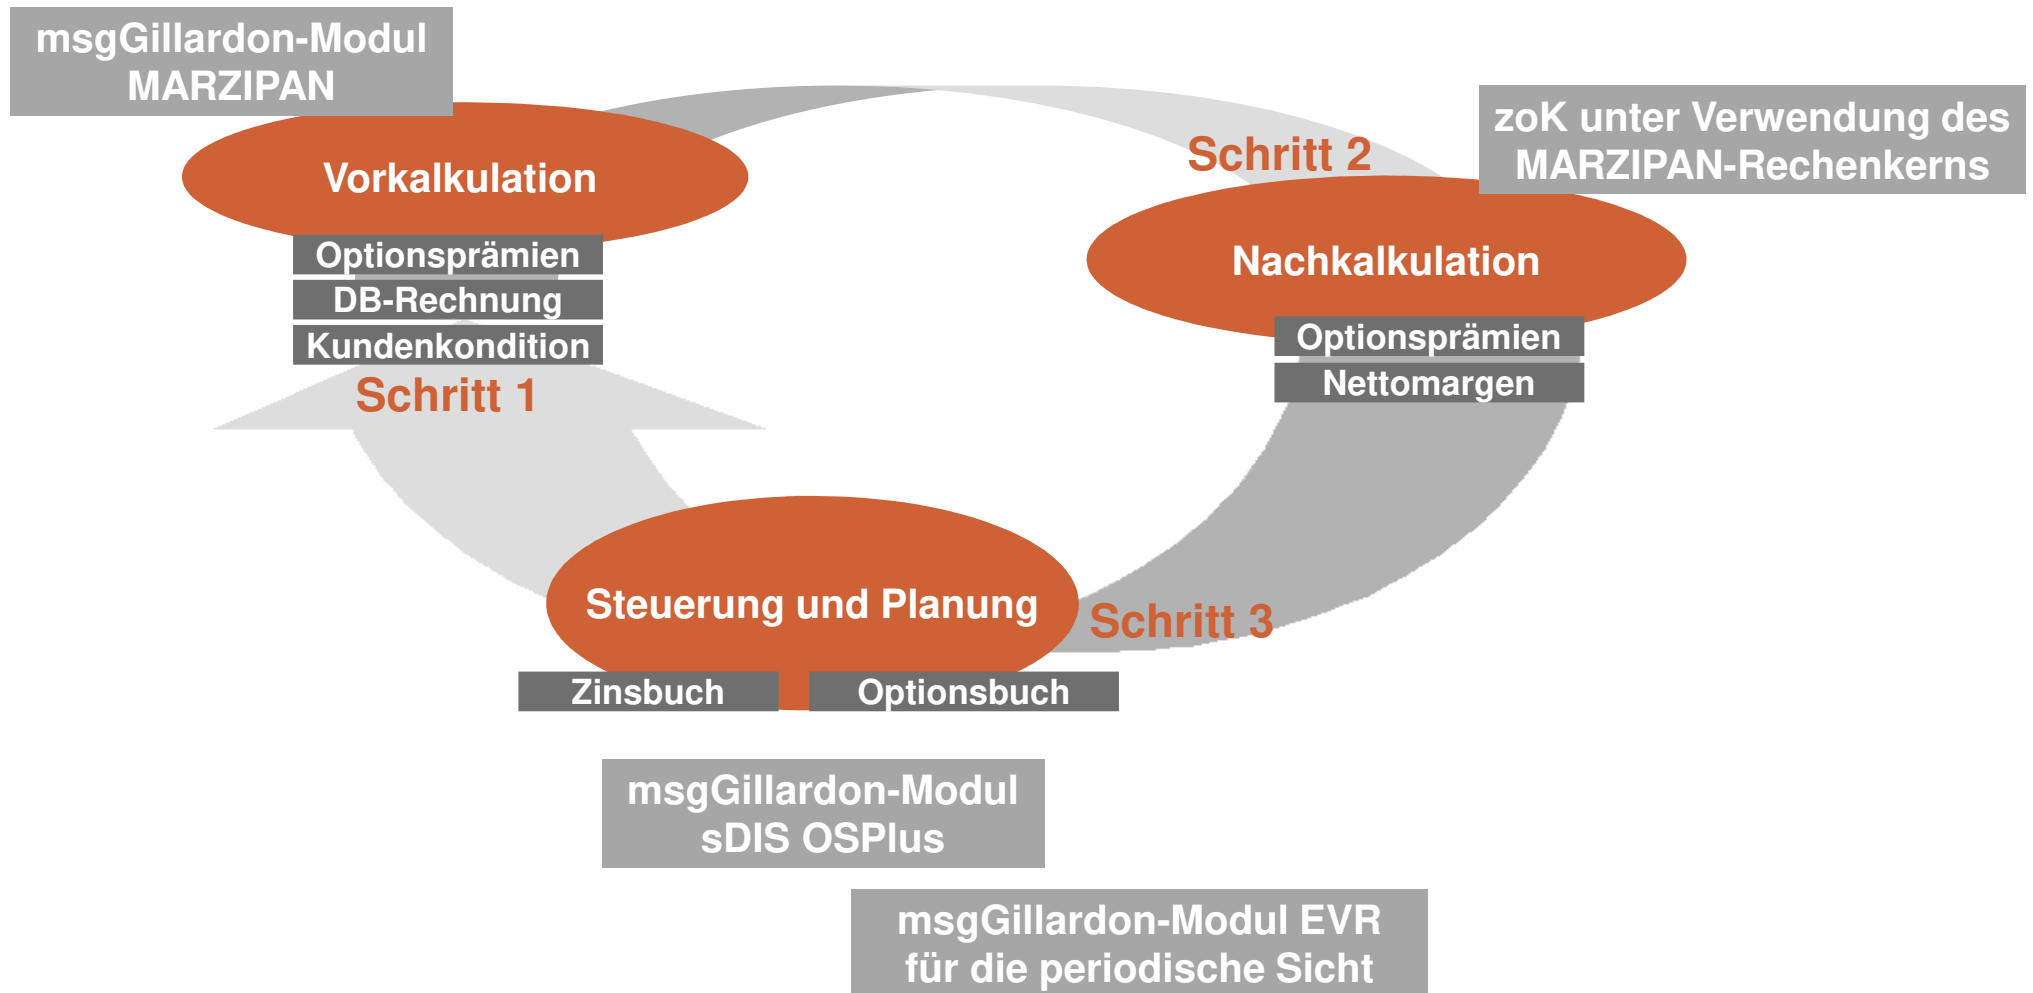 msgGillardon-Modul
MARZIPAN
Vorkalkulation
Optionsprämien
DB-Rechnung
Kundenkondition
Schritt 1
Schritt 2
zoK unter Verwendung des
MARZIPAN-Rechenkerns
Nachkalkulation
Optionsprämien
Nettomargen
Steuerung und Planung
Schritt 3
Zinsbuch
Optionsbuch
msgGillardon-Modul
sDIS OSPlus
msgGillardon-Modul EVR
für die periodische Sicht